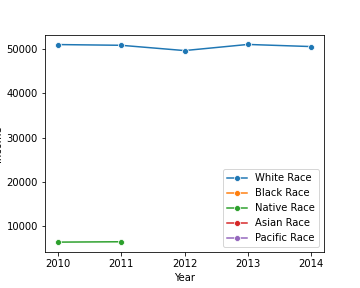 50000
40000
30000
20000
10000
White Race
Black Race
Native Race
Asian Race
Pacific Race
2010 2011 2012 2013 2014
Year